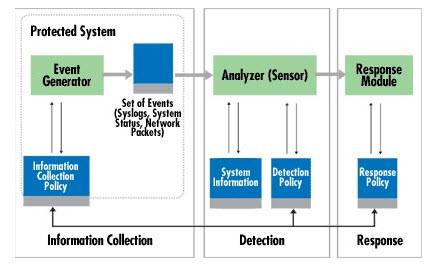 Protected System
Event
Generator
Set of Events
(Syslogs, System
Status, Network
Packets)
Analyzer (Sensor)
Response
Module
Information
Collection
Policy
System
Information
Detection
Policy
Response
Policy
Information Collection
Detection
Response